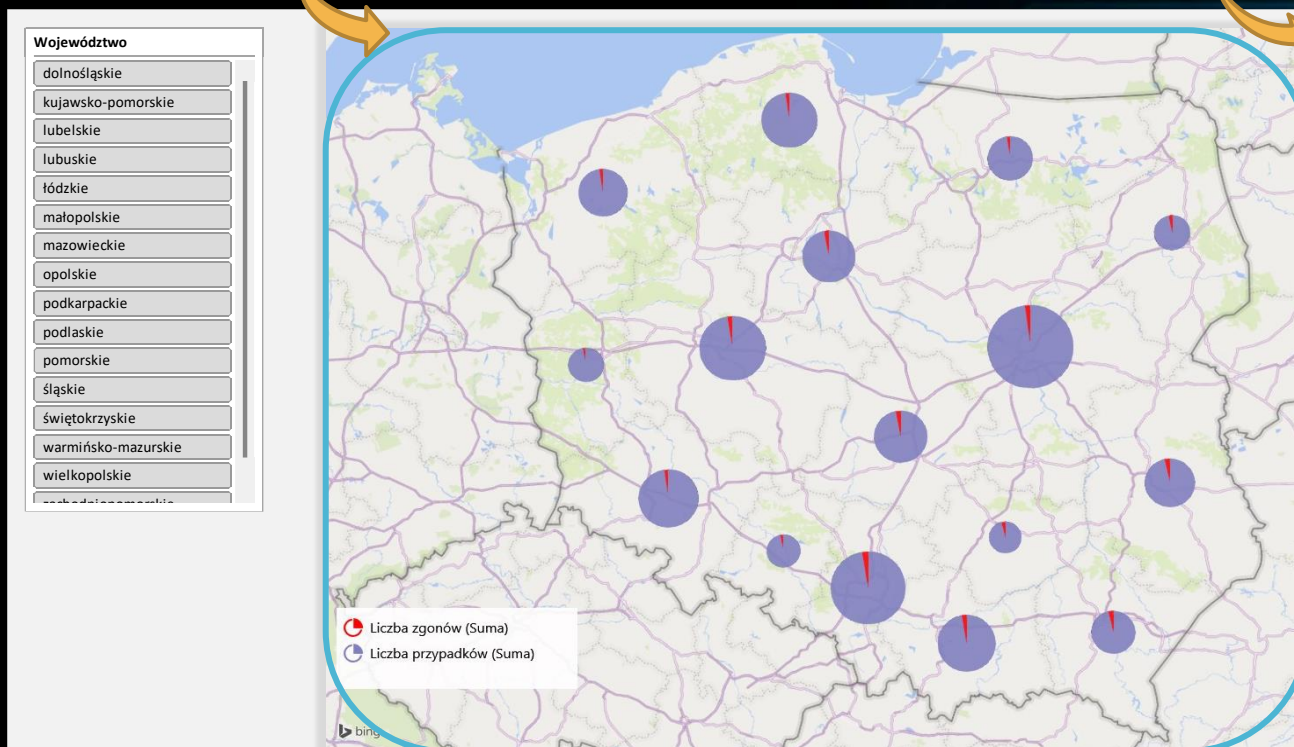 Województwo
dolnośląskie
kujawsko-pomorskie
lubelskie
lubuskie
łódzkie
małopolskie
mazowieckie
opolskie
podkarpackie
podlaskie
pomorskie
śląskie
świętokrzyskie
warmińsko-mazurskie
wielkopolskie
Liczba zgonów (Suma)
Liczba przypadków (Suma)
bing